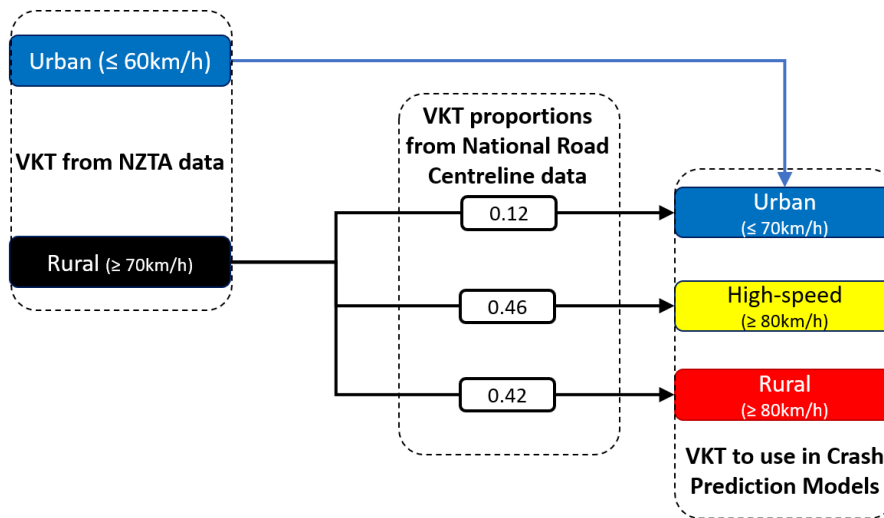 Urban (≤ 60km/h)
VKT from NZTA data
Rural (≥ 70km/h)
VKT proportions
from National Road
Centreline data
0.12
0.46
0.42
Urban
(≤ 70km/h)
High-speed
(≥ 80km/h)
Rural
(≥ 80km/h)
VKT to use in Crash
Prediction Models